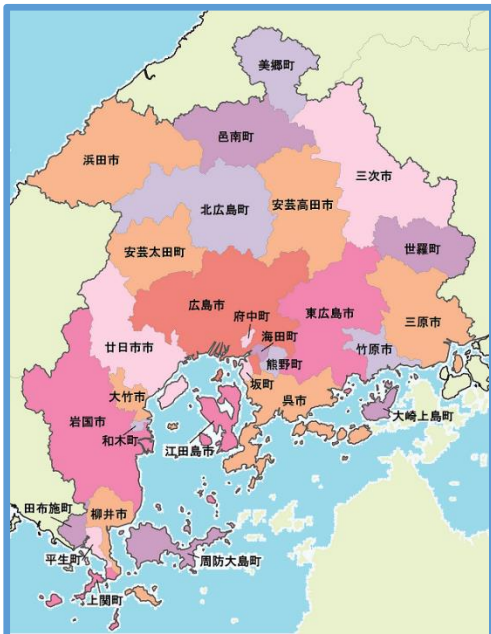 美郷町
邑南町
浜田市
三次市
北広島町
安芸高田市
世羅町
安芸太田町
広島市
府中町
東広島市
三原市
海田町
廿日市市
熊野町
竹原市
大竹市
坂町
呉市
大崎上島町
岩国市
和木町
江田島市
田布施町
柳井市
平生町
周防大島町
上関町